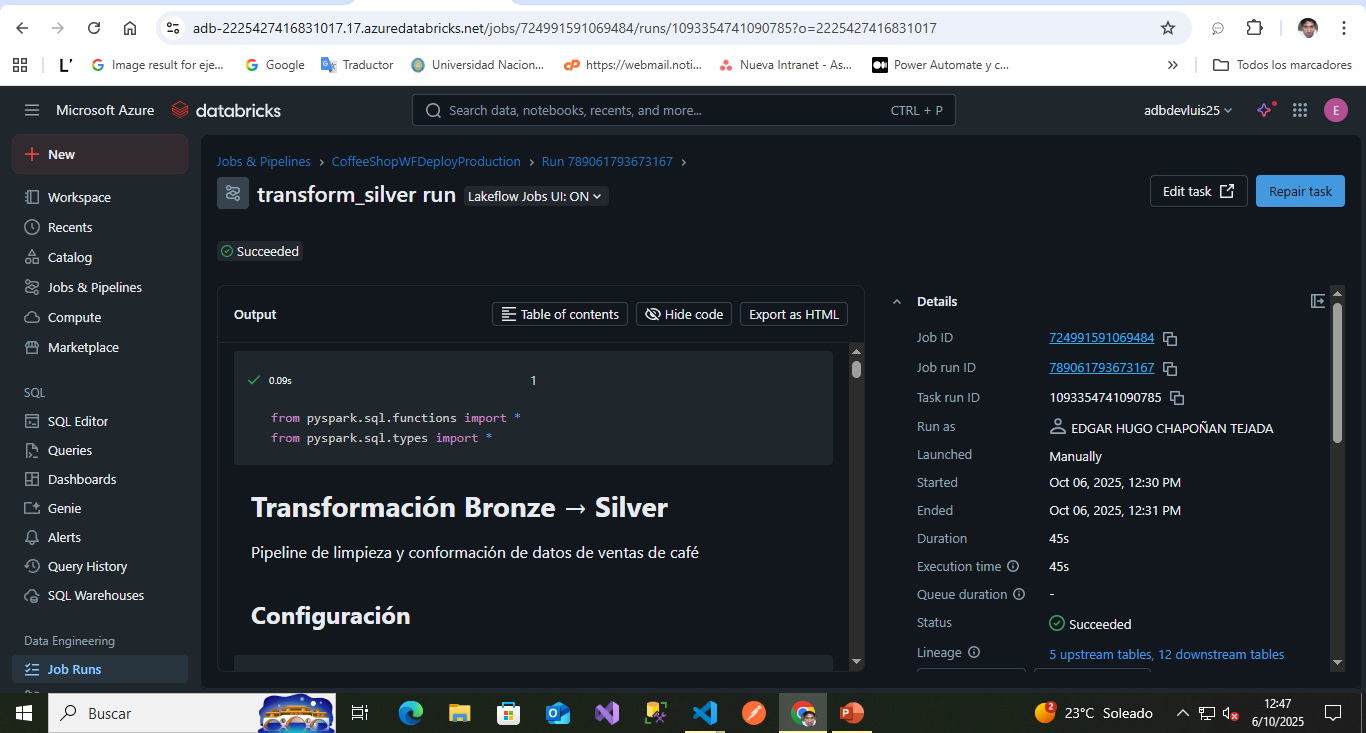 adb-2225427416831017.17.azuredatabricks.net/jobs/724991591069484/runs/1093354741090785?o=2225427416831017
L' Image result for eje... Google Traductor Universidad Nacion... https://webmail.noti... Nueva Intranet - As... Power Automate y c... » Todos los marcadores
Microsoft Azure databricks Search data, notebooks, recents, and more... CTRL + P adbdevluis25 E
New
Workspace
Recents
Catalog
Jobs & Pipelines
Compute
Marketplace
SQL
SQL Editor
Queries
Dashboards
Genie
Alerts
Query History
SQL Warehouses
Data Engineering
Job Runs
Jobs & Pipelines › CoffeeShopWFDeployProduction › Run 789061793673167 ›
transform_silver run Lakeflow Jobs UI: ON
Edit task Repair task
Succeeded
Output Table of contents Hide code Export as HTML
0.09s 1
from pyspark.sql.functions import *
from pyspark.sql.types import *
Transformación Bronze → Silver
Pipeline de limpieza y conformación de datos de ventas de café
Configuración
Details
Job ID 724991591069484
Job run ID 789061793673167
Task run ID 1093354741090785
Run as EDGAR HUGO CHAPOÑAN TEJADA
Launched Manually
Started Oct 06, 2025, 12:30 PM
Ended Oct 06, 2025, 12:31 PM
Duration 45s
Execution time 45s
Queue duration -
Status Succeeded
Lineage 5 upstream tables, 12 downstream tables
Buscar
2 23°C Soleado
12:47
6/10/2025